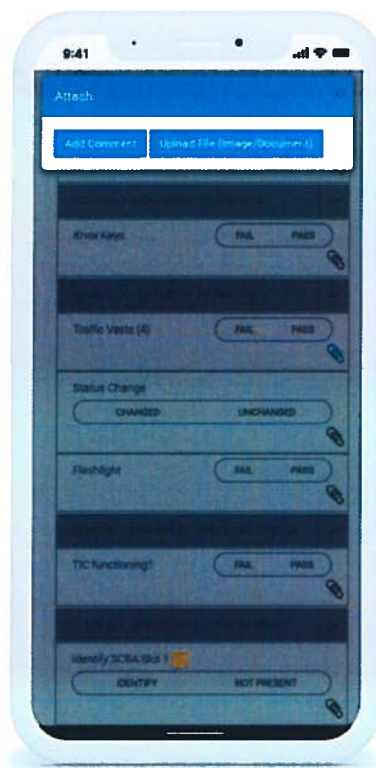 9:41
Attach
Add Comment Upload File (Image/Document)
Knox Keys FAIL PASS
Traffic Vests (4) FAIL PASS
Status Change
CHANGED UNCHANGED
Flashlight FAIL PASS
TIC functioning? FAIL PASS
Identify SCBA Slot 1
IDENTIFY NOT PRESENT